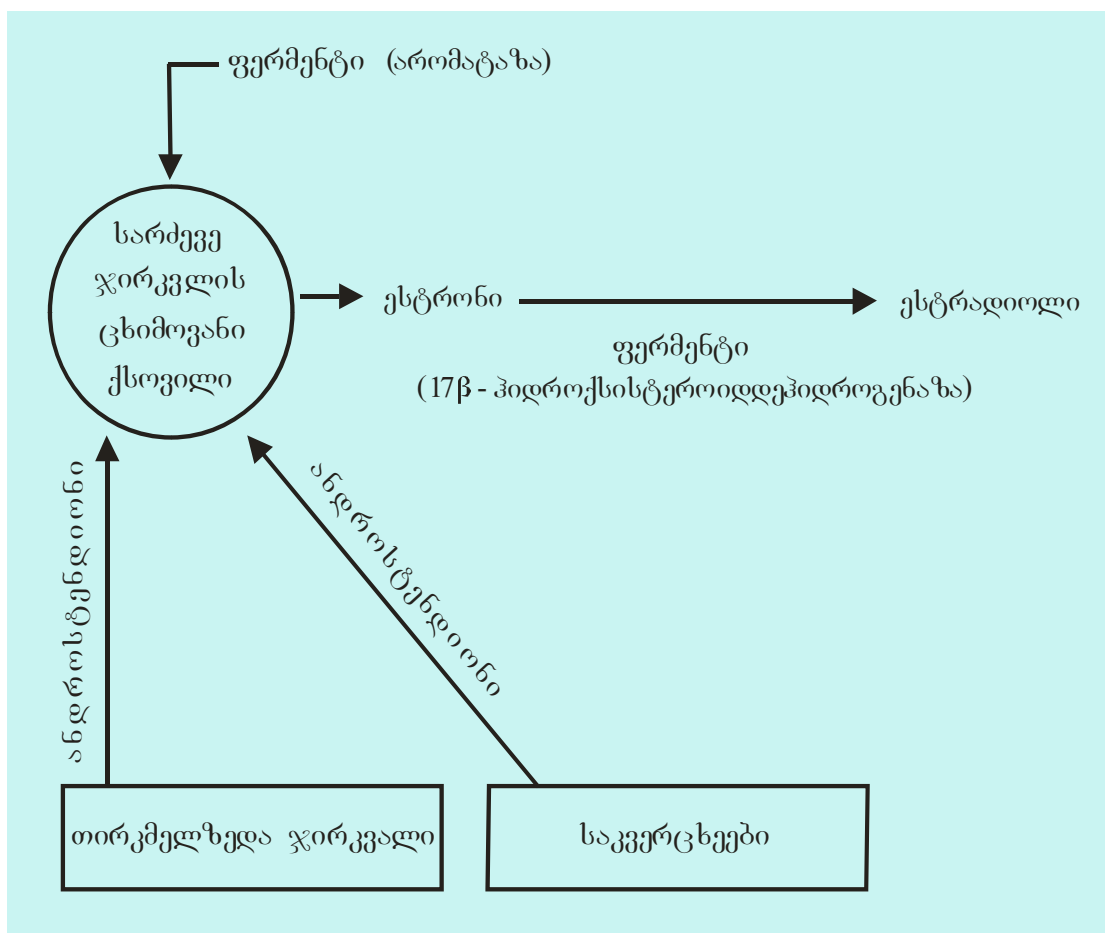 ფერმენტი (არომატაზა)
სარძევე
ჯირკვლის
ცხიმოვანი
ქსოვილი
ესტრონი
ესტრადიოლი
ფერმენტი
(17β - ჰიდროქსისტეროიდდეჰიდროგენაზა)
ანდროსტენდიონი
ანდროსტენდიონი
თირკმელზედა ჯირკვალი
საკვერცხეები